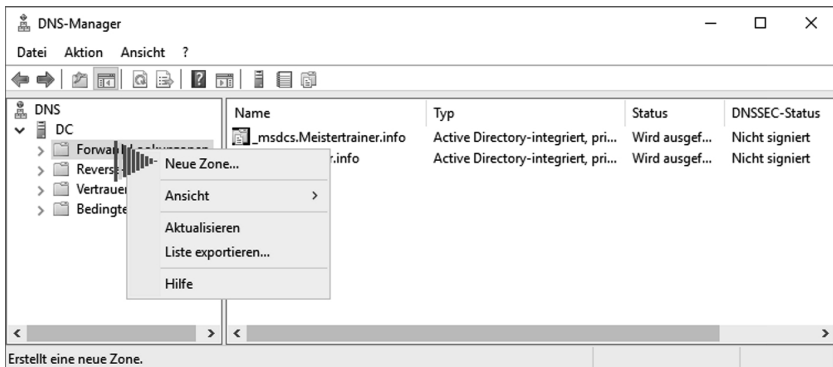 DNS-Manager
Datei Aktion Ansicht ?
DNS
DC
Reverse-
Bedingte
Name Typ Status DNSSEC-Status
_msdcs.Meistertrainer.info Active Directory-integriert, pri... Wird ausgef... Nicht signiert
.info Active Directory-integriert, pri... Wird ausgef... Nicht signiert
Neue Zone...
Ansicht
Aktualisieren
Liste exportieren...
Hilfe
Erstellt eine neue Zone.